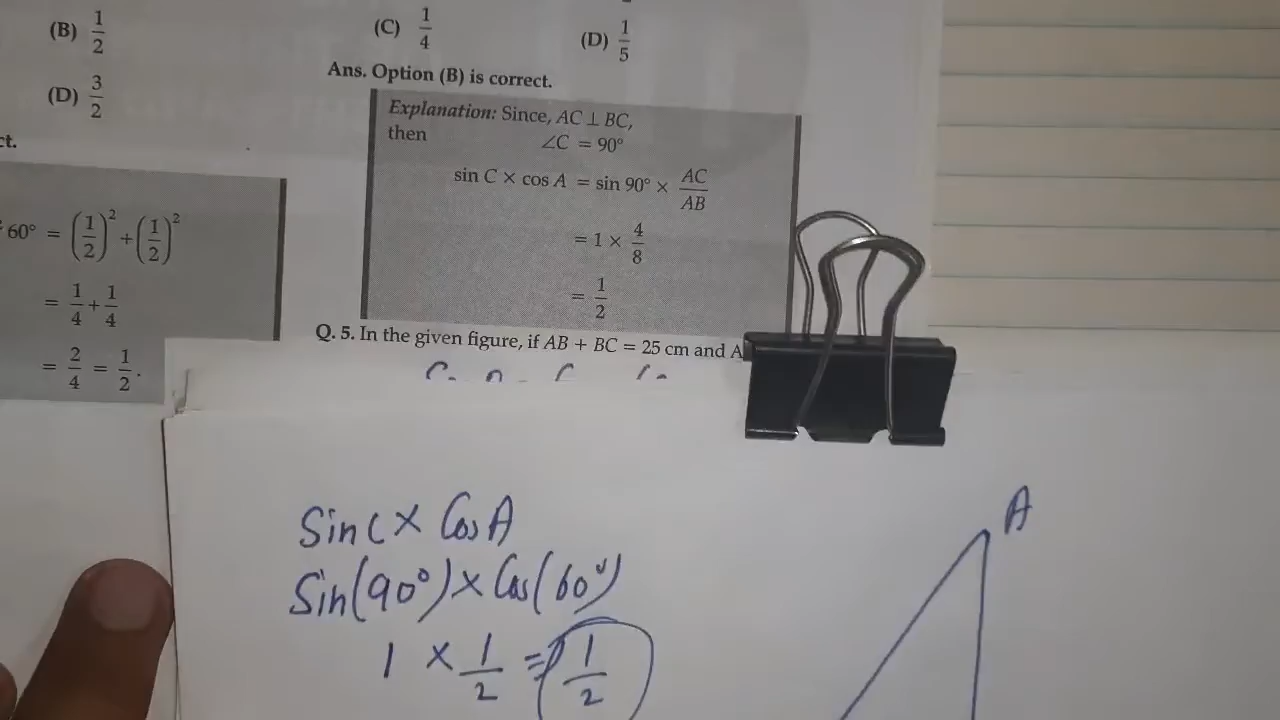 (B) 1/2
(D) 3/2
ct.
60° = (1/2)² + (1/2)²
= 1/4 + 1/4
= 2/4 = 1/2.
(C) 1/4
(D) 1/5
Ans. Option (B) is correct.
Explanation: Since, AC ⊥ BC,
then ∠C = 90°
sin C × cos A = sin 90° × AC/AB
= 1 × 4/8
= 1/2
Q. 5. In the given figure, if AB + BC = 25 cm and A
Sin C × Cos A
Sin(90°) × Cos(60°)
1 × 1/2 = 1/2
A